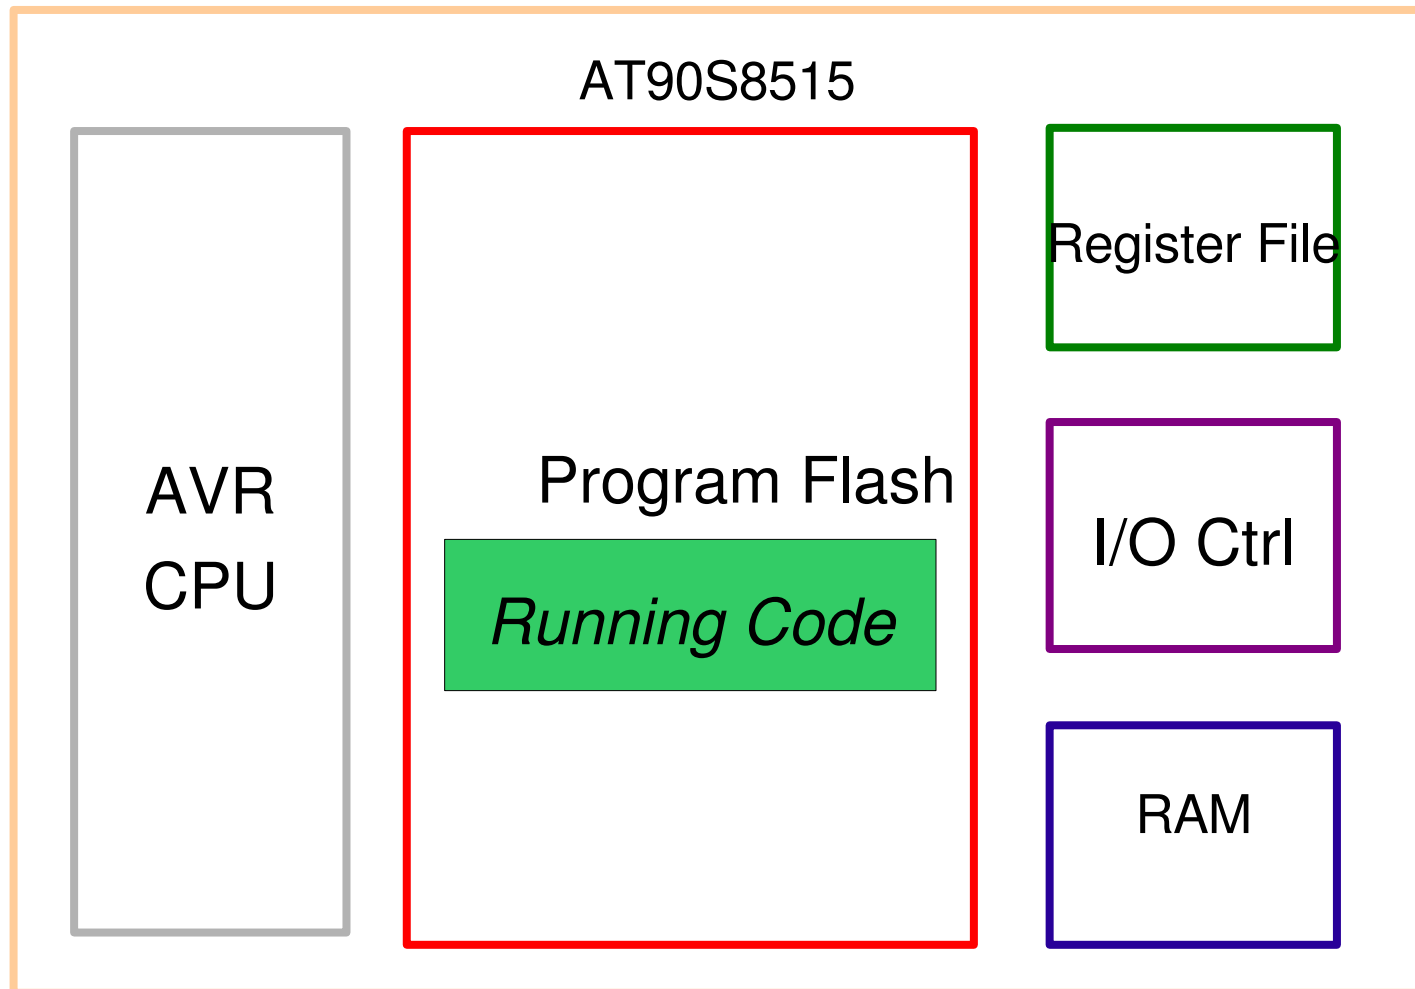 AT90S8515
AVR
CPU
Program Flash
Running Code
Register File
I/O Ctrl
RAM